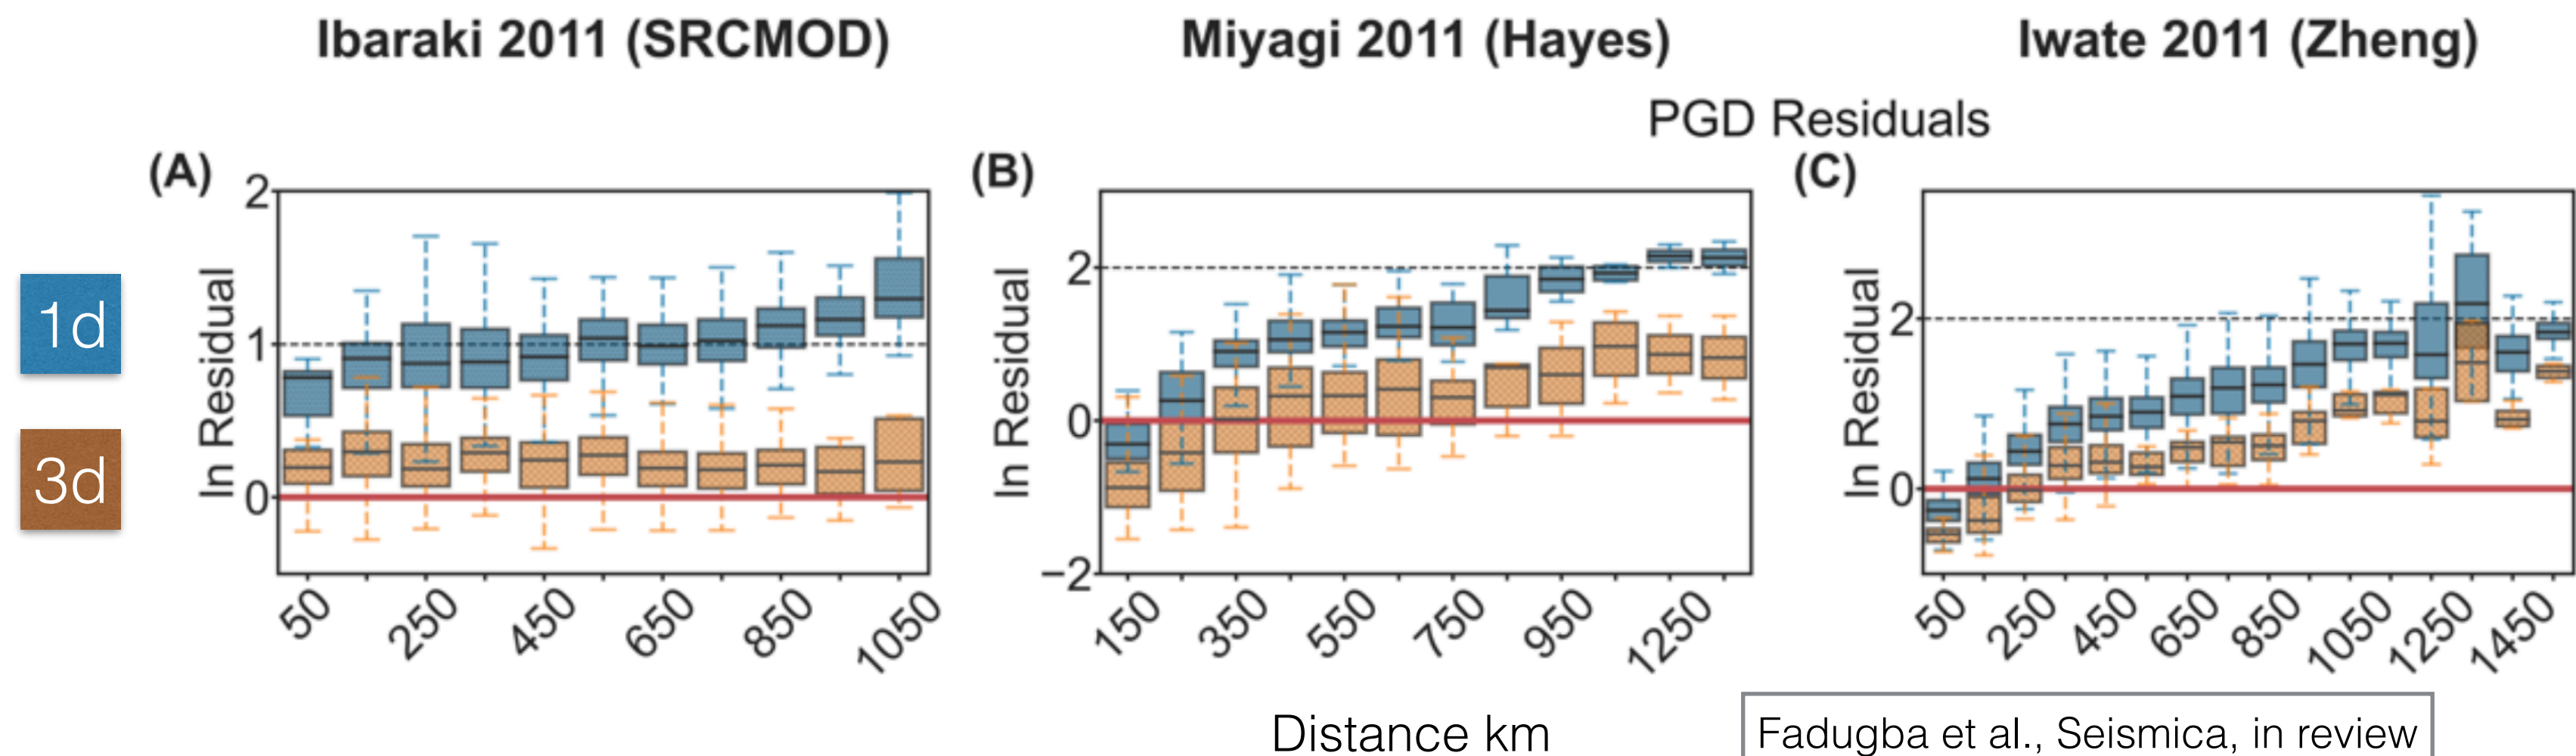 Ibaraki 2011 (SRCMOD)
Miyagi 2011 (Hayes)
Iwate 2011 (Zheng)
PGD Residuals
(A)
(B)
(C)
1d
3d
ln Residual
2
1
0
50
250
450
650
850
1050
ln Residual
2
0
−2
150
350
550
750
950
1250
ln Residual
2
0
50
250
450
650
850
1050
1250
1450
Distance km
Fadugba et al., Seismica, in review